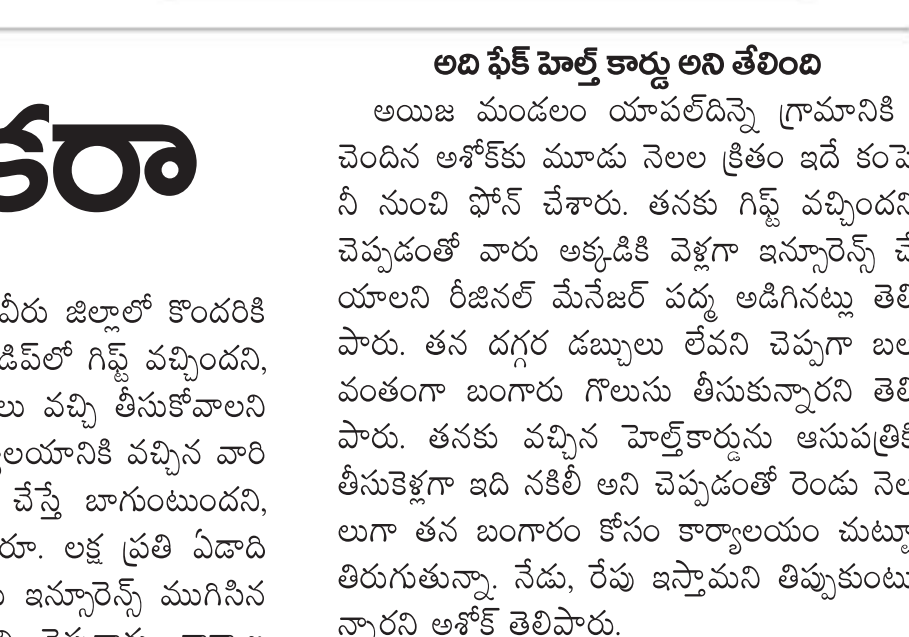 కరా
వీరు జిల్లాలో కొందరికి
డిప్‌లో గిఫ్ట్ వచ్చిందని,
లు వచ్చి తీసుకోవాలని
లయానికి వచ్చిన వారి
చేస్తే బాగుంటుందని,
రూ. లక్ష ప్రతి ఏడాది
ఇన్సూరెన్స్ ముగిసిన
అది ఫేక్ హెల్త్ కార్డు అని తేలింది
అయిజ మండలం యాపల్‌దిన్నె గ్రామానికి
చెందిన అశోక్‌కు మూడు నెలల క్రితం ఇదే కంపె
నీ నుంచి ఫోన్ చేశారు. తనకు గిఫ్ట్ వచ్చిందని
చెప్పడంతో వారు అక్కడికి వెళ్లగా ఇన్సూరెన్స్ చే
యాలని రీజినల్ మేనేజర్ పద్మ అడిగినట్లు తెలి
పారు. తన దగ్గర డబ్బులు లేవని చెప్పగా బల
వంతంగా బంగారు గొలుసు తీసుకున్నారని తెలి
పారు. తనకు వచ్చిన హెల్త్‌కార్డును ఆసుపత్రికి
తీసుకెళ్లగా ఇది నకిలీ అని చెప్పడంతో రెండు నెల
లుగా తన బంగారం కోసం కార్యాలయం చుట్టూ
తిరుగుతున్నా. నేడు, రేపు ఇస్తామని తిప్పుకుంటు
న్నారని అశోక్ తెలిపారు.